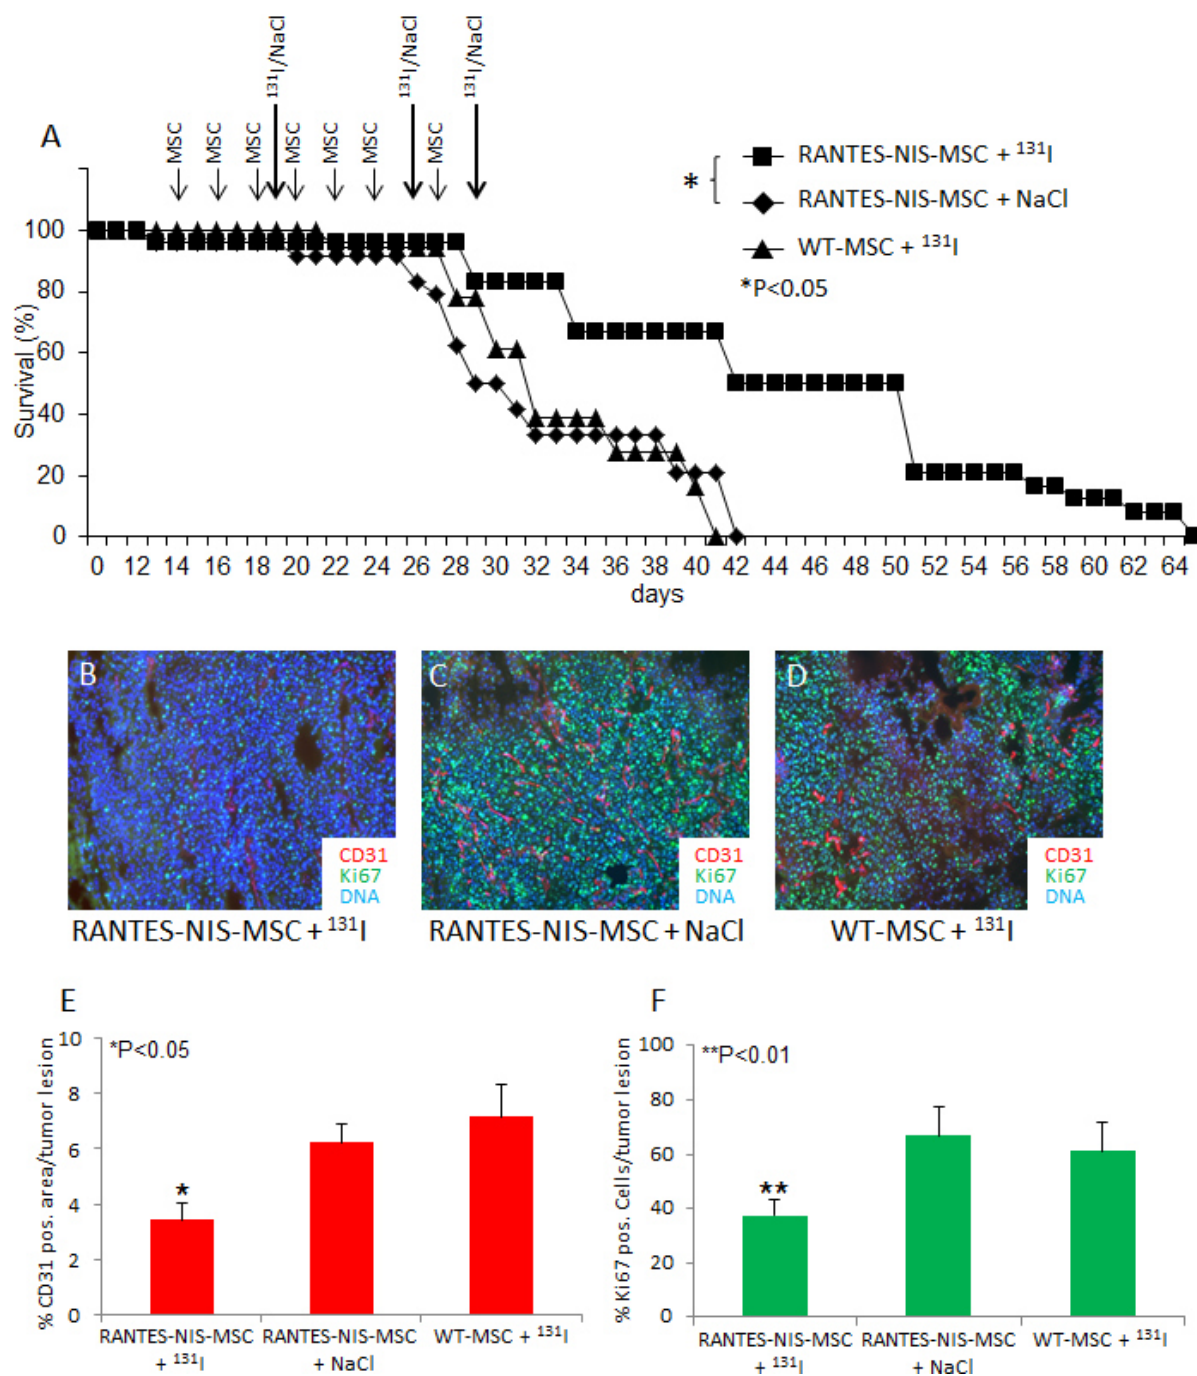 131I/NaCl
131I/NaCl
131I/NaCl
MSC
MSC
MSC
MSC
MSC
MSC
MSC
A
RANTES-NIS-MSC + 131I
*
RANTES-NIS-MSC + NaCl
WT-MSC + 131I
*P<0.05
Survival (%)
100
80
60
40
20
0
0 12 14 16 18 20 22 24 26 28 30 32 34 36 38 40 42 44 46 48 50 52 54 56 58 60 62 64
days
B
CD31
Ki67
DNA
RANTES-NIS-MSC + 131I
C
CD31
Ki67
DNA
RANTES-NIS-MSC + NaCl
D
CD31
Ki67
DNA
WT-MSC + 131I
E
% CD31 pos. area/tumor lesion
10
8
6
4
2
0
*P<0.05
*
RANTES-NIS-MSC
+ 131I
RANTES-NIS-MSC
+ NaCl
WT-MSC + 131I
F
% Ki67 pos. Cells/tumor lesion
100
80
60
40
20
0
**P<0.01
**
RANTES-NIS-MSC
+ 131I
RANTES-NIS-MSC
+ NaCl
WT-MSC + 131I